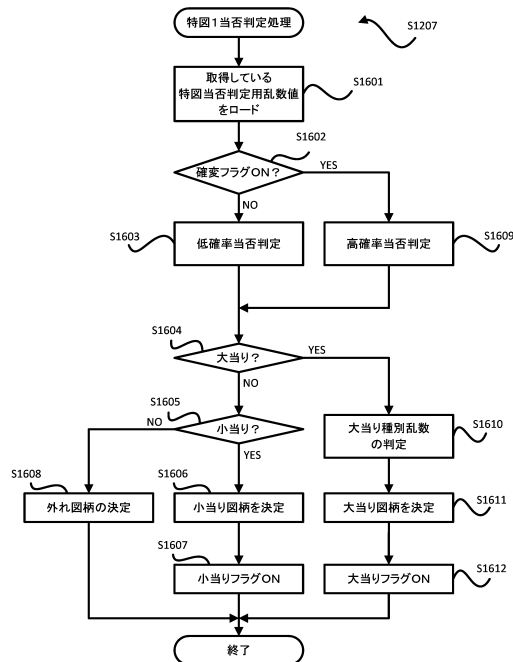 特図1当否判定処理
S1207
取得している
特図当否判定用乱数値
をロード
S1601
S1602
確変フラグON？
YES
NO
S1603
低確率当否判定
高確率当否判定
S1609
S1604
大当り？
YES
NO
S1605
小当り？
NO
YES
大当り種別乱数
の判定
S1610
S1608
外れ図柄の決定
S1606
小当り図柄を決定
大当り図柄を決定
S1611
S1607
小当りフラグON
大当りフラグON
S1612
終了